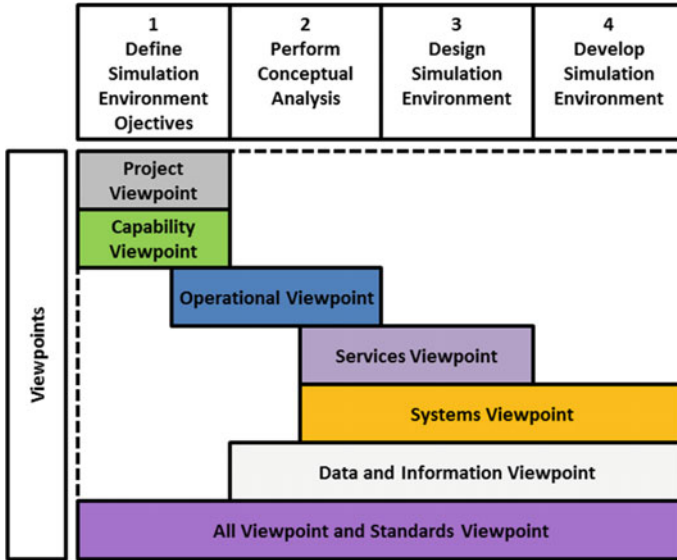 1
Define
Simulation
Environment
Ojectives
2
Perform
Conceptual
Analysis
3
Design
Simulation
Environment
4
Develop
Simulation
Environment
Viewpoints
Project
Viewpoint
Capability
Viewpoint
Operational Viewpoint
Services Viewpoint
Systems Viewpoint
Data and Information Viewpoint
All Viewpoint and Standards Viewpoint